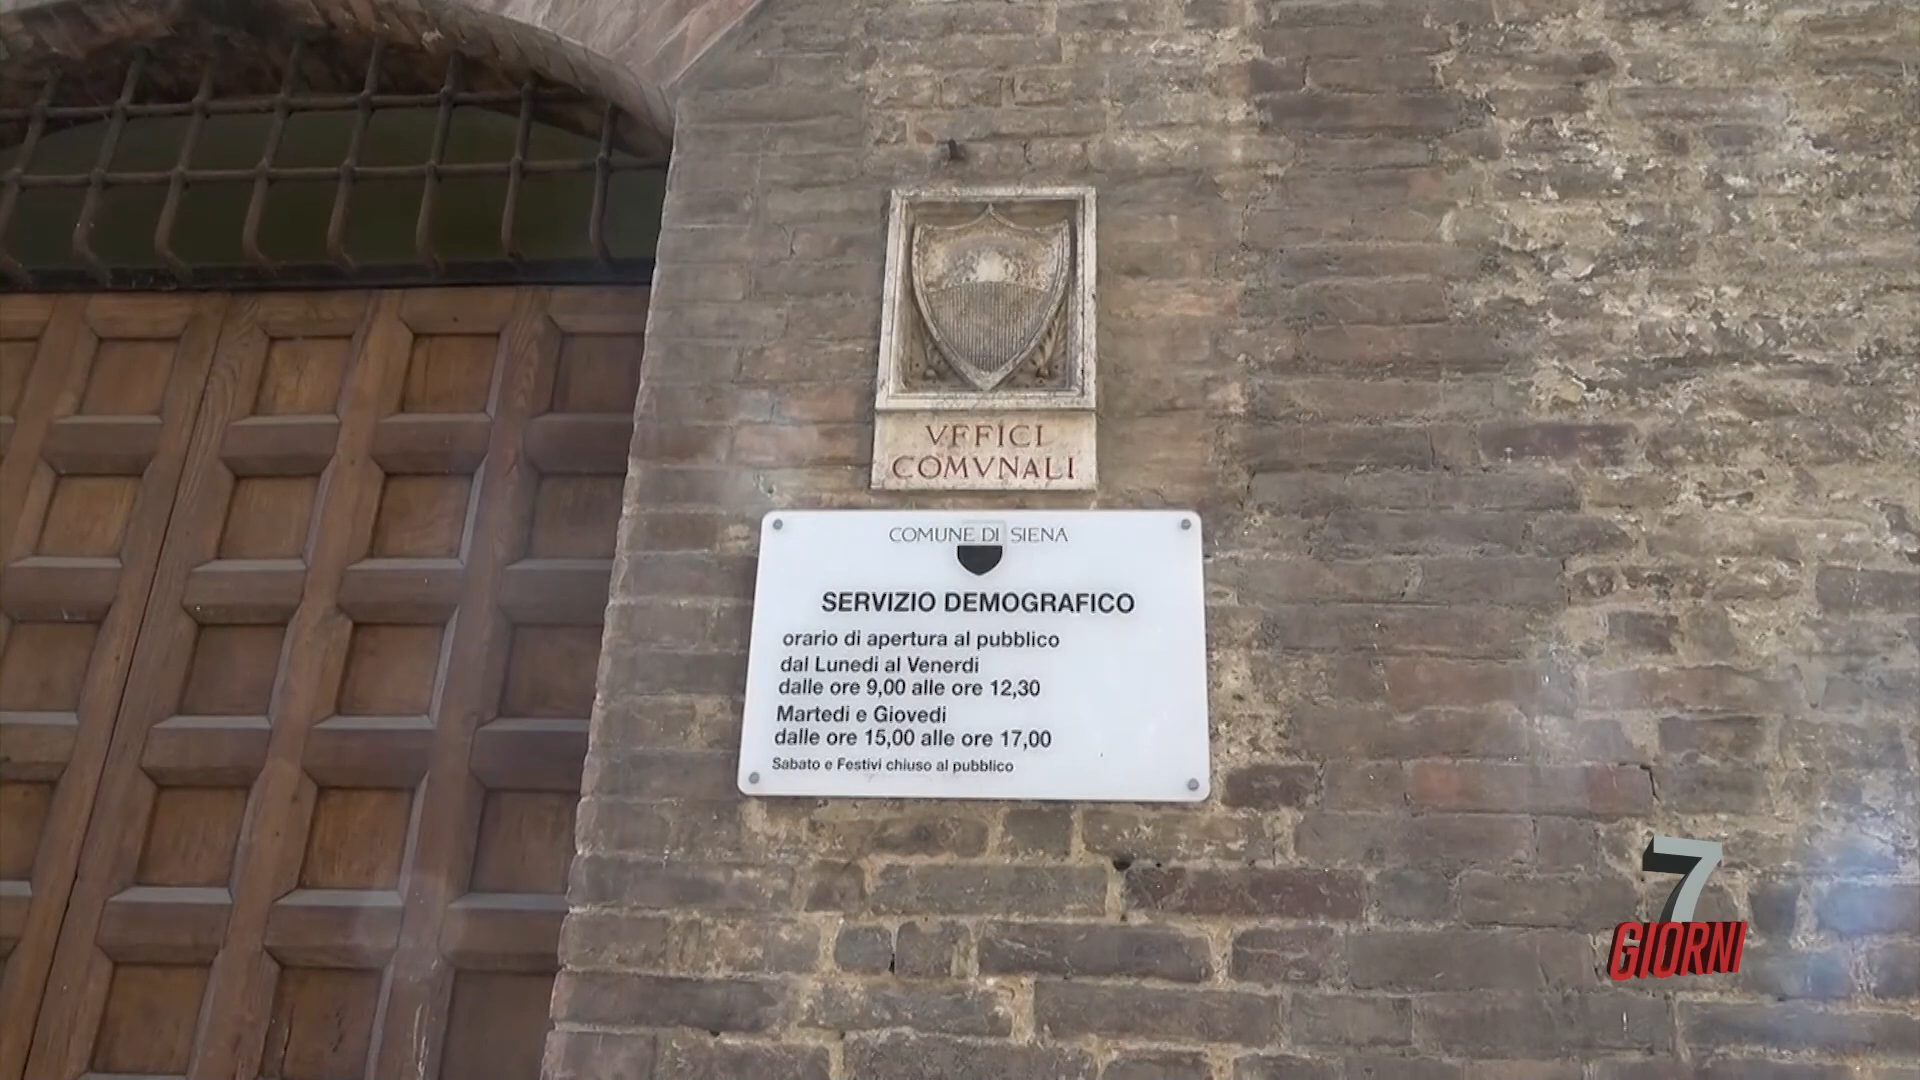 VFFICI
COMVNALI
COMUNE DI SIENA
SERVIZIO DEMOGRAFICO
orario di apertura al pubblico
dal Lunedi al Venerdi
dalle ore 9,00 alle ore 12,30
Martedi e Giovedi
dalle ore 15,00 alle ore 17,00
Sabato e Festivi chiuso al pubblico
7
GIORNI